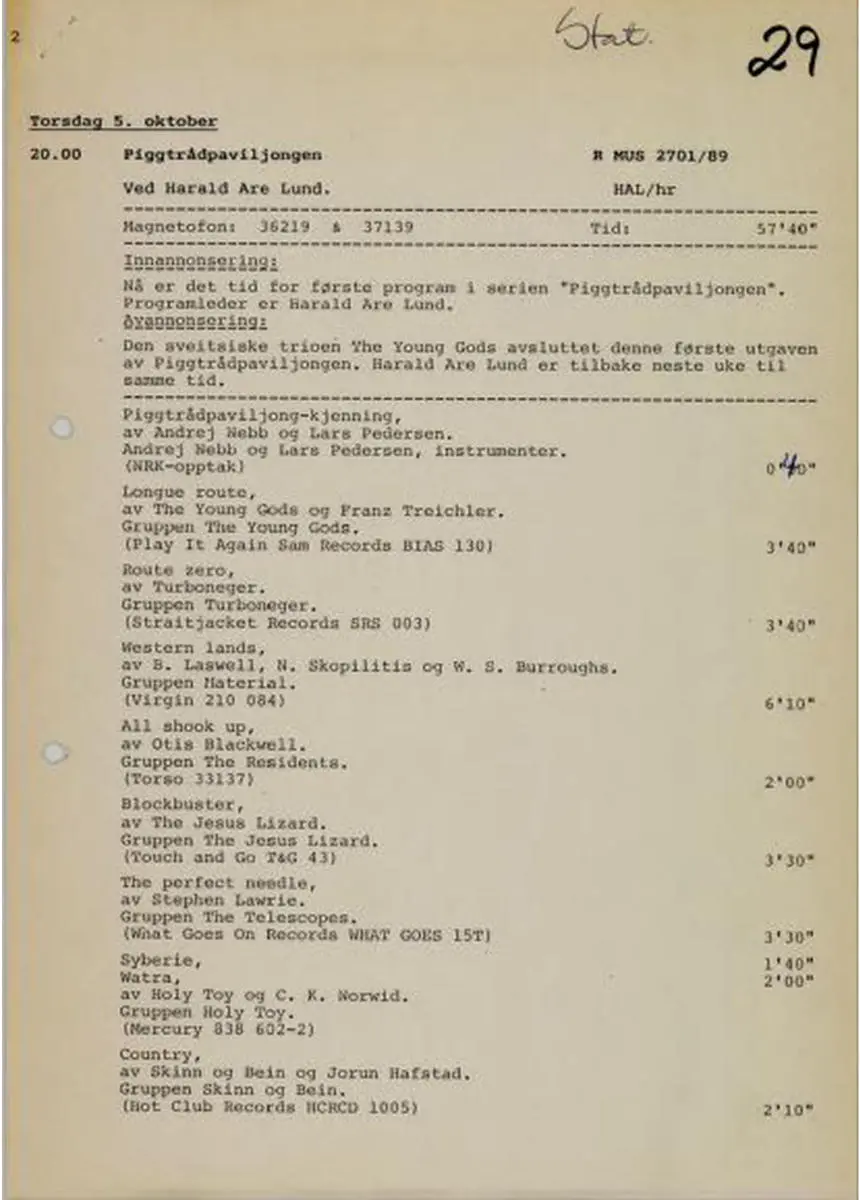 2
Stat.
29
Torsdag 5. oktober
20.00 Piggtrådpaviljongen R MUS 2701/89
Ved Harald Are Lund. HAL/hr
Magnetofon: 36219 & 37139 Tid: 57'40"
Innannonsering:
Nå er det tid for første program i serien "Piggtrådpaviljongen".
Programleder er Harald Are Lund.
Avannonsering:
Den sveitsiske trioen The Young Gods avsluttet denne første utgaven
av Piggtrådpaviljongen. Harald Are Lund er tilbake neste uke til
samme tid.
Piggtrådpaviljong-kjenning,
av Andrej Nebb og Lars Pedersen.
Andrej Nebb og Lars Pedersen, instrumenter.
(NRK-opptak) 0'40"
Longue route,
av The Young Gods og Franz Treichler.
Gruppen The Young Gods.
(Play It Again Sam Records BIAS 130) 3'40"
Route zero,
av Turboneger.
Gruppen Turboneger.
(Straitjacket Records SRS 003) 3'40"
Western lands,
av B. Laswell, N. Skopilitis og W. S. Burroughs.
Gruppen Material.
(Virgin 210 084) 6'10"
All shook up,
av Otis Blackwell.
Gruppen The Residents.
(Torso 33137) 2'00"
Blockbuster,
av The Jesus Lizard.
Gruppen The Jesus Lizard.
(Touch and Go T&G 43) 3'30"
The perfect needle,
av Stephen Lawrie.
Gruppen The Telescopes.
(What Goes On Records WHAT GOES 15T) 3'30"
Syberie, 1'40"
Watra, 2'00"
av Holy Toy og C. K. Norwid.
Gruppen Holy Toy.
(Mercury 838 602-2)
Country,
av Skinn og Bein og Jorun Hafstad.
Gruppen Skinn og Bein.
(Hot Club Records HCRCD 1005) 2'10"